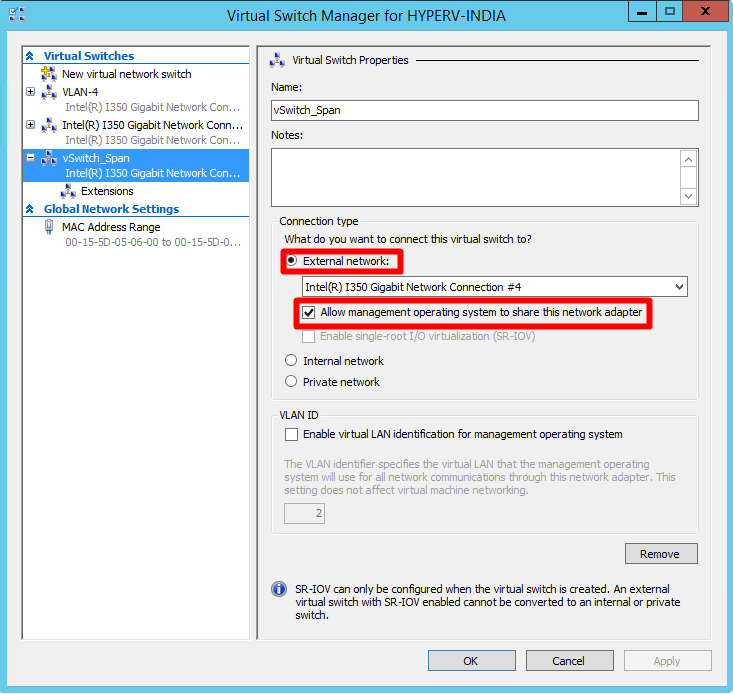 Virtual Switch Manager for HYPERV-INDIA
Virtual Switches
New virtual network switch
VLAN-4
Intel(R) I350 Gigabit Network Con...
Intel(R) I350 Gigabit Network Conn...
Intel(R) I350 Gigabit Network Con...
vSwitch_Span
Intel(R) I350 Gigabit Network Con...
Extensions
Global Network Settings
MAC Address Range
00-15-5D-05-06-00 to 00-15-5D-0...
Virtual Switch Properties
Name:
vSwitch_Span
Notes:
Connection type
What do you want to connect this virtual switch to?
External network:
Intel(R) I350 Gigabit Network Connection #4
Allow management operating system to share this network adapter
Enable single-root I/O virtualization (SR-IOV)
Internal network
Private network
VLAN ID
Enable virtual LAN identification for management operating system
The VLAN identifier specifies the virtual LAN that the management operating
system will use for all network communications through this network adapter. This
setting does not affect virtual machine networking.
2
Remove
SR-IOV can only be configured when the virtual switch is created. An external
virtual switch with SR-IOV enabled cannot be converted to an internal or private
switch.
OK
Cancel
Apply